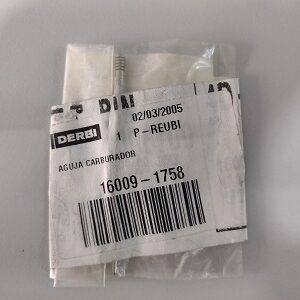 02/03/2005
DERBI 1 P-REUBI
AGUJA CARBURADOR
16009-1758